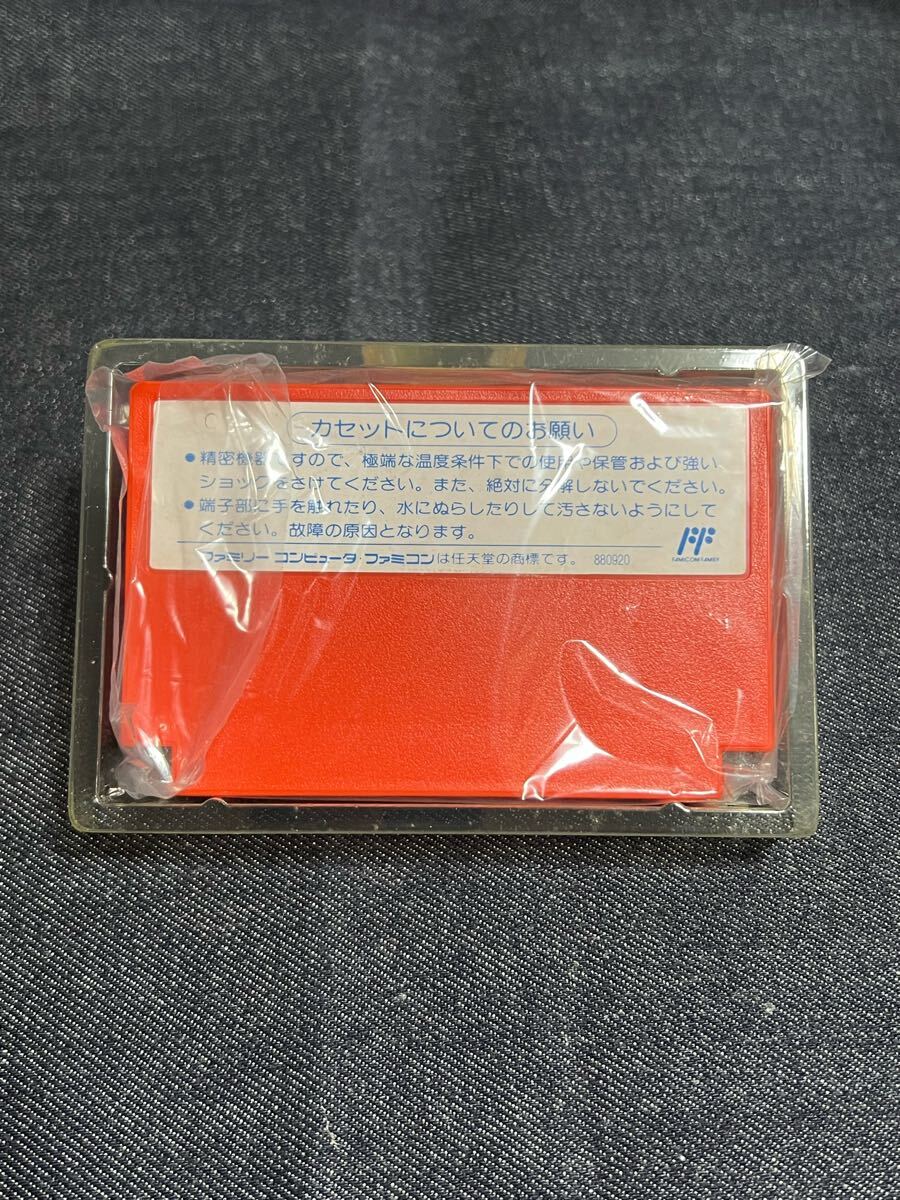 カセットについてのお願い
●精密機器ですので、極端な温度条件下での使用や保管および強い
ショックをさけてください。また、絶対に分解しないでください。
●端子部に手を触れたり、水にぬらしたりして汚さないようにして
ください。故障の原因となります。
ファミリーコンピュータ・ファミコンは任天堂の商標です。 880920
FF
FAMICOM FAMILY